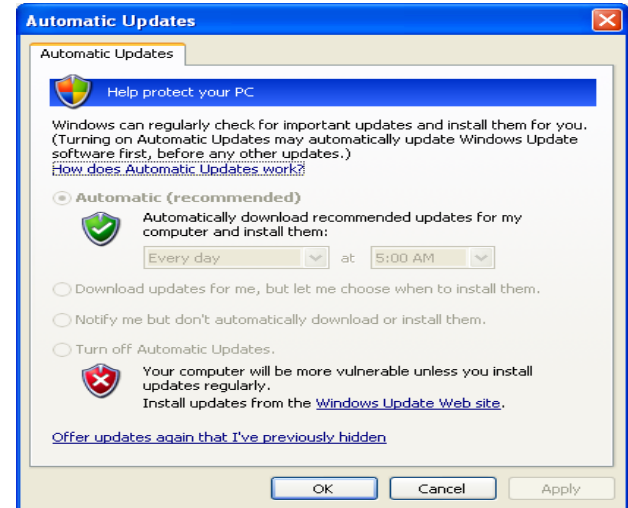 Automatic Updates
Automatic Updates
Help protect your PC
Windows can regularly check for important updates and install them for you.
(Turning on Automatic Updates may automatically update Windows Update
software first, before any other updates.)
How does Automatic Updates work?
Automatic (recommended)
Automatically download recommended updates for my
computer and install them:
Every day at 5:00 AM
Download updates for me, but let me choose when to install them.
Notify me but don't automatically download or install them.
Turn off Automatic Updates.
Your computer will be more vulnerable unless you install
updates regularly.
Install updates from the Windows Update Web site.
Offer updates again that I've previously hidden
OK Cancel Apply